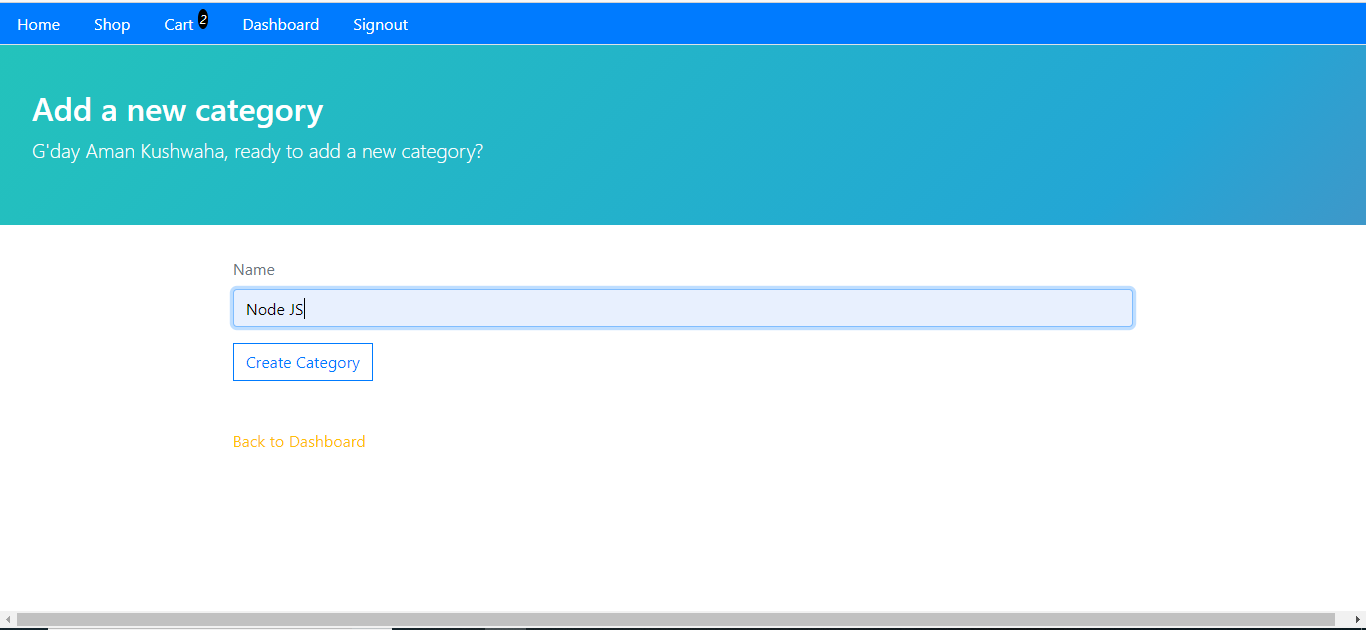 Home Shop Cart 2 Dashboard Signout
Add a new category
G'day Aman Kushwaha, ready to add a new category?
Name
Node JS
Create Category
Back to Dashboard